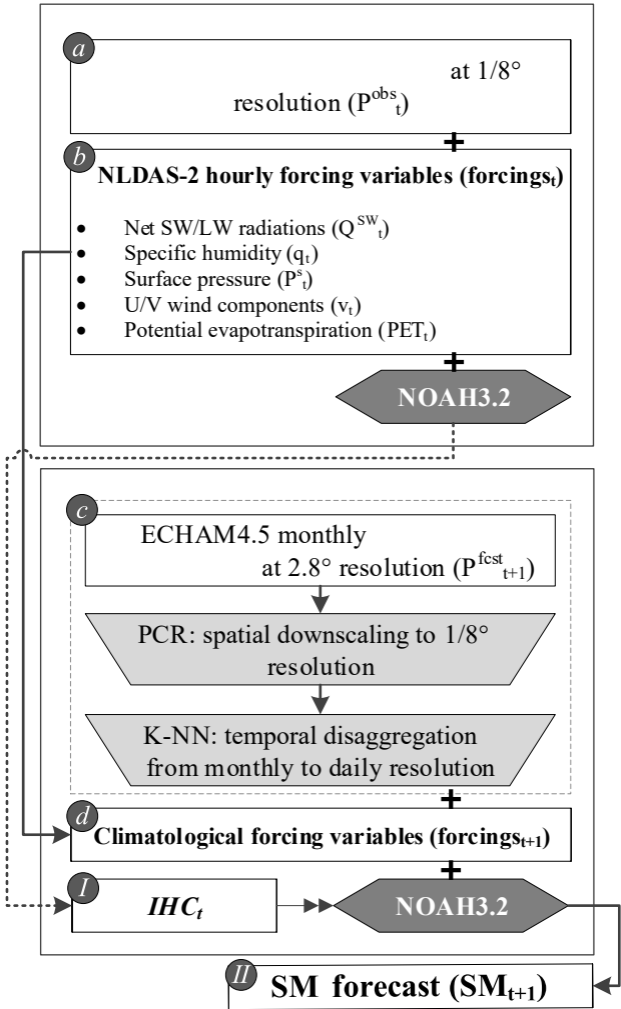 a
at 1/8°
resolution (P^obs_t)
+
b
NLDAS-2 hourly forcing variables (forcings_t)
• Net SW/LW radiations (Q^SW_t)
• Specific humidity (q_t)
• Surface pressure (P^s_t)
• U/V wind components (v_t)
• Potential evapotranspiration (PET_t)
+
NOAH3.2
c
ECHAM4.5 monthly
at 2.8° resolution (P^fcst_t+1)
PCR: spatial downscaling to 1/8°
resolution
K-NN: temporal disaggregation
from monthly to daily resolution
+
d
Climatological forcing variables (forcings_t+1)
+
I
IHC_t
NOAH3.2
II
SM forecast (SM_t+1)